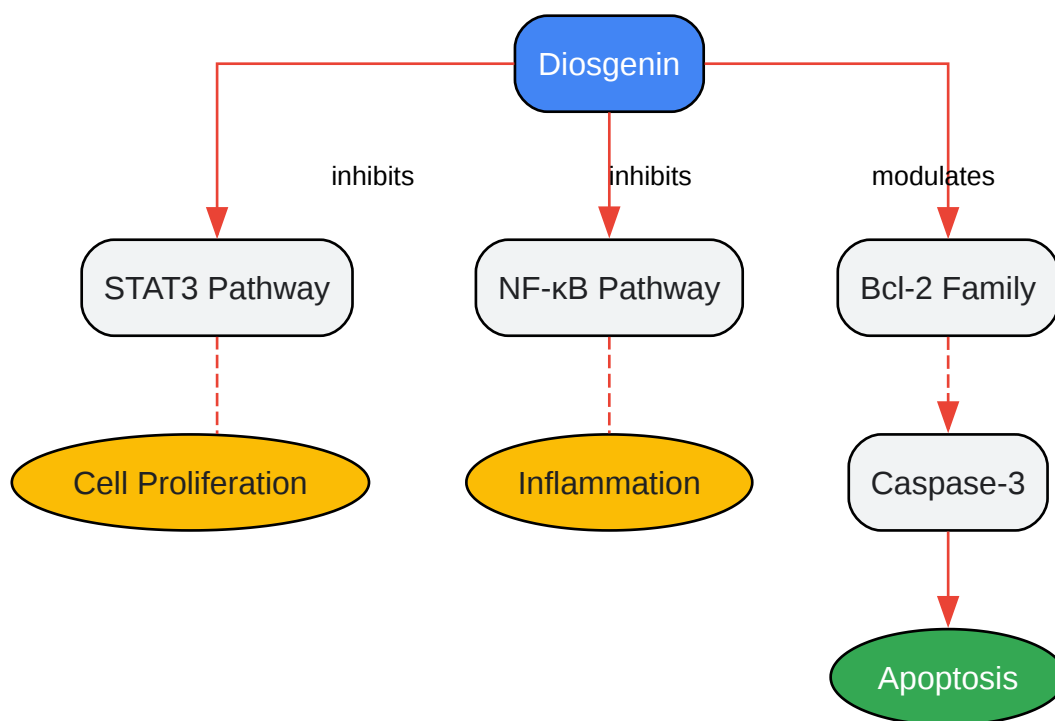 Diosgenin
inhibits
inhibits
modulates
STAT3 Pathway
NF-κB Pathway
Bcl-2 Family
Cell Proliferation
Inflammation
Caspase-3
Apoptosis